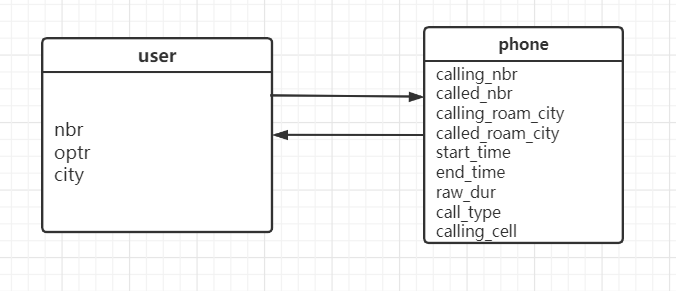 user
nbr
optr
city
phone
calling_nbr
called_nbr
calling_roam_city
called_roam_city
start_time
end_time
raw_dur
call_type
calling_cell